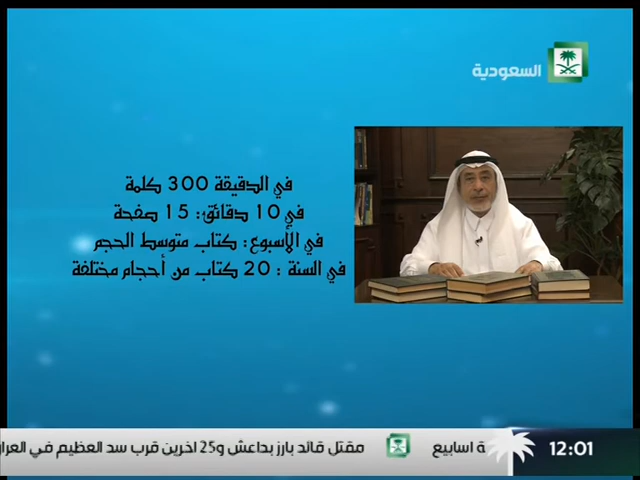 السعودية
في الدقيقة 300 كلمة
في 10 دقائق: 15 صفحة
في الأسبوع: كتاب متوسط الحجم
في السنة : 20 كتاب من أحجام مختلفة
ة اسابيع
مقتل قائد بارز بداعش و25 اخرين قرب سد العظيم في العرا
12:01